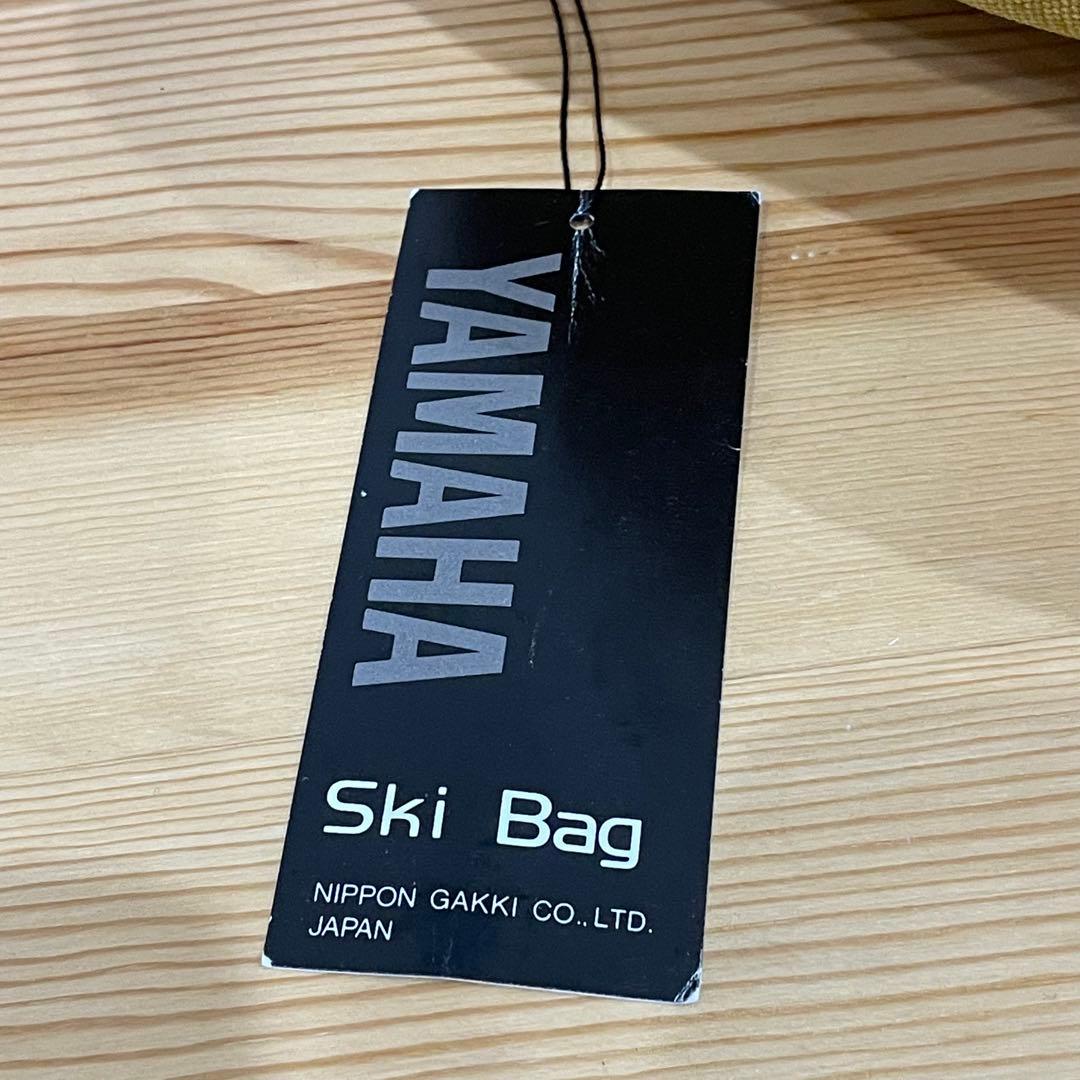 YAMAHA
Ski Bag
NIPPON GAKKI CO.,LTD.
JAPAN